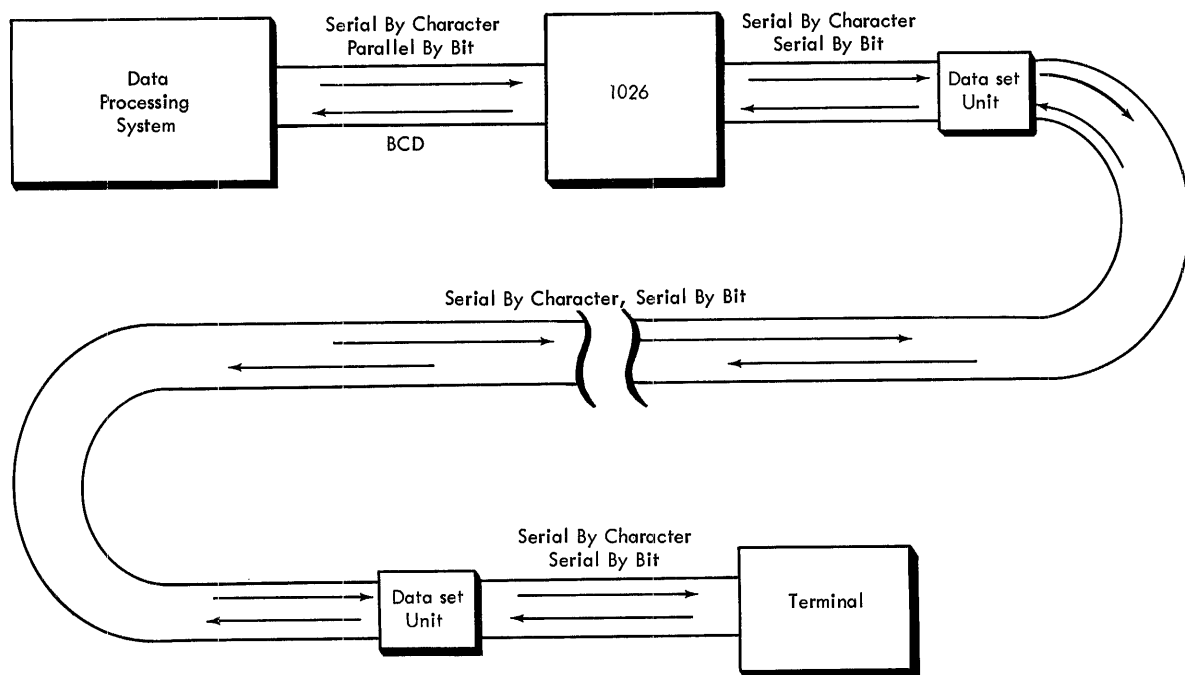 Data
Processing
System
Serial By Character
Parallel By Bit
BCD
1026
Serial By Character
Serial By Bit
Data set
Unit
Serial By Character, Serial By Bit
Data set
Unit
Serial By Character
Serial By Bit
Terminal